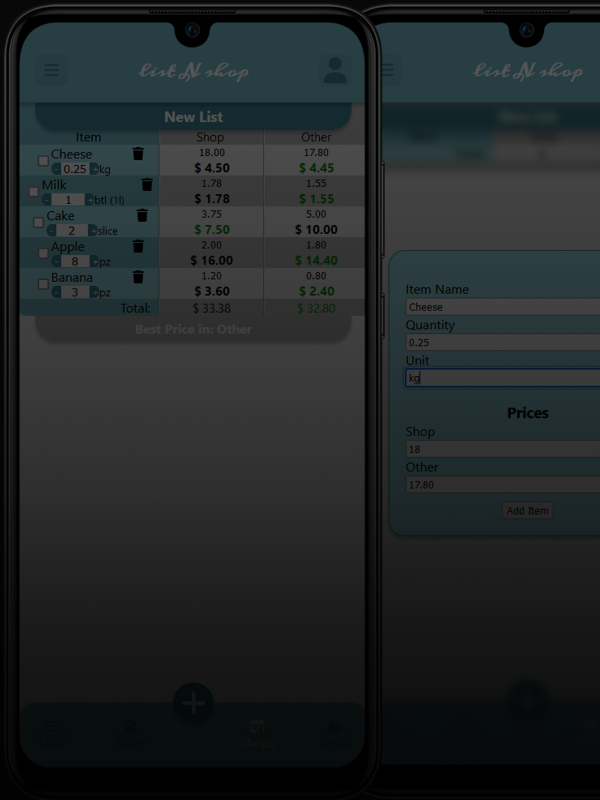 list N shop
New List
Item Shop Other
Cheese 18.00 17.80
- 0.25 + kg $ 4.50 $ 4.45
Milk 1.78 1.55
- 1 + btl (1l) $ 1.78 $ 1.55
Cake 3.75 5.00
- 2 + slice $ 7.50 $ 10.00
Apple 2.00 1.80
- 8 + pz $ 16.00 $ 14.40
Banana 1.20 0.80
- 3 + pz $ 3.60 $ 2.40
Total: $ 33.38 $ 32.80
Best Price in: Other
Shops
list N shop
Item Name
Cheese
Quantity
0.25
Unit
kg
Prices
Shop
18
Other
17.80
Add Item